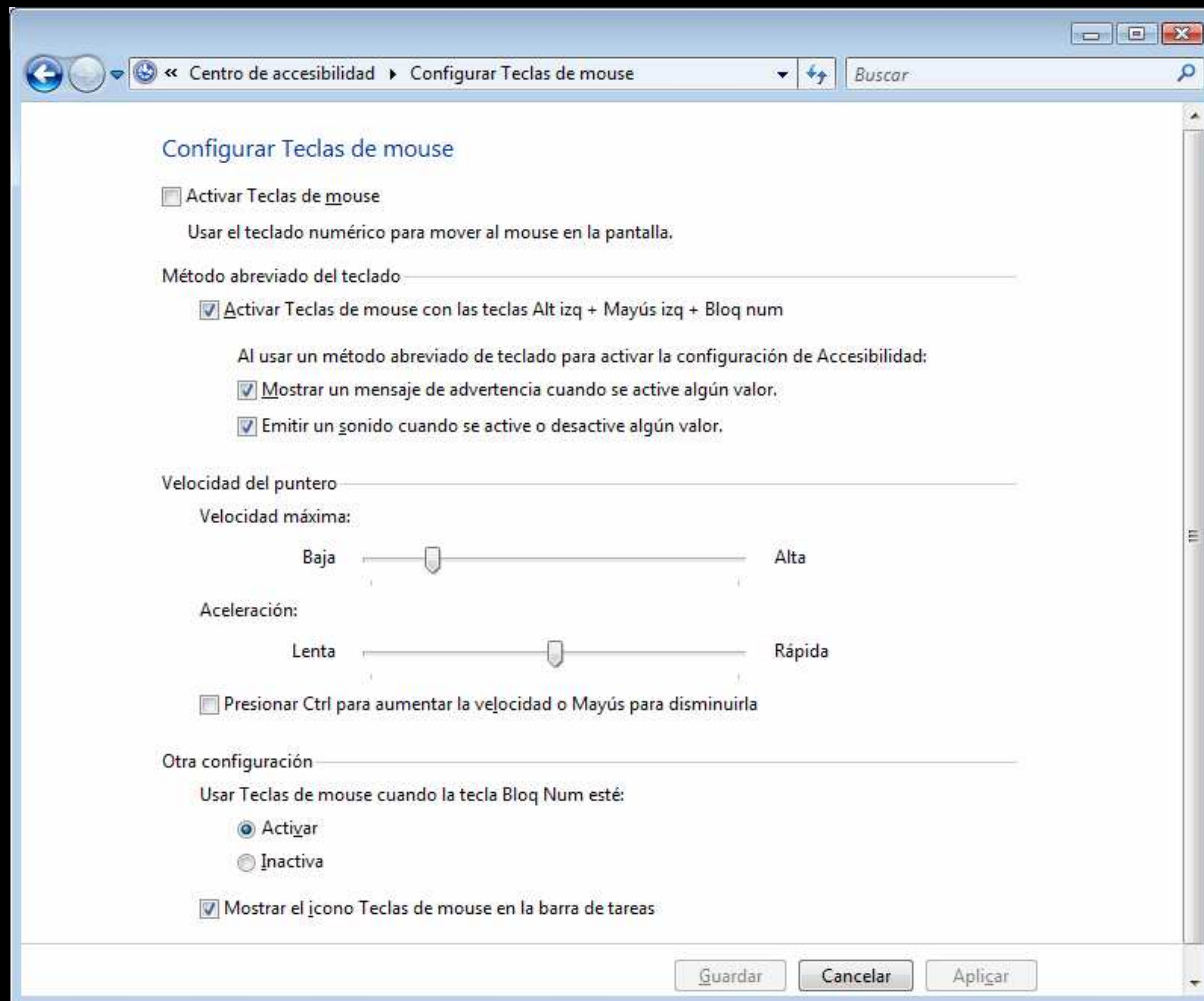 « Centro de accesibilidad ▸ Configurar Teclas de mouse Buscar
Configurar Teclas de mouse
Activar Teclas de mouse
Usar el teclado numérico para mover al mouse en la pantalla.
Método abreviado del teclado
Activar Teclas de mouse con las teclas Alt izq + Mayús izq + Bloq num
Al usar un método abreviado de teclado para activar la configuración de Accesibilidad:
Mostrar un mensaje de advertencia cuando se active algún valor.
Emitir un sonido cuando se active o desactive algún valor.
Velocidad del puntero
Velocidad máxima:
Baja Alta
Aceleración:
Lenta Rápida
Presionar Ctrl para aumentar la velocidad o Mayús para disminuirla
Otra configuración
Usar Teclas de mouse cuando la tecla Bloq Num esté:
Activar
Inactiva
Mostrar el icono Teclas de mouse en la barra de tareas
Guardar Cancelar Aplicar